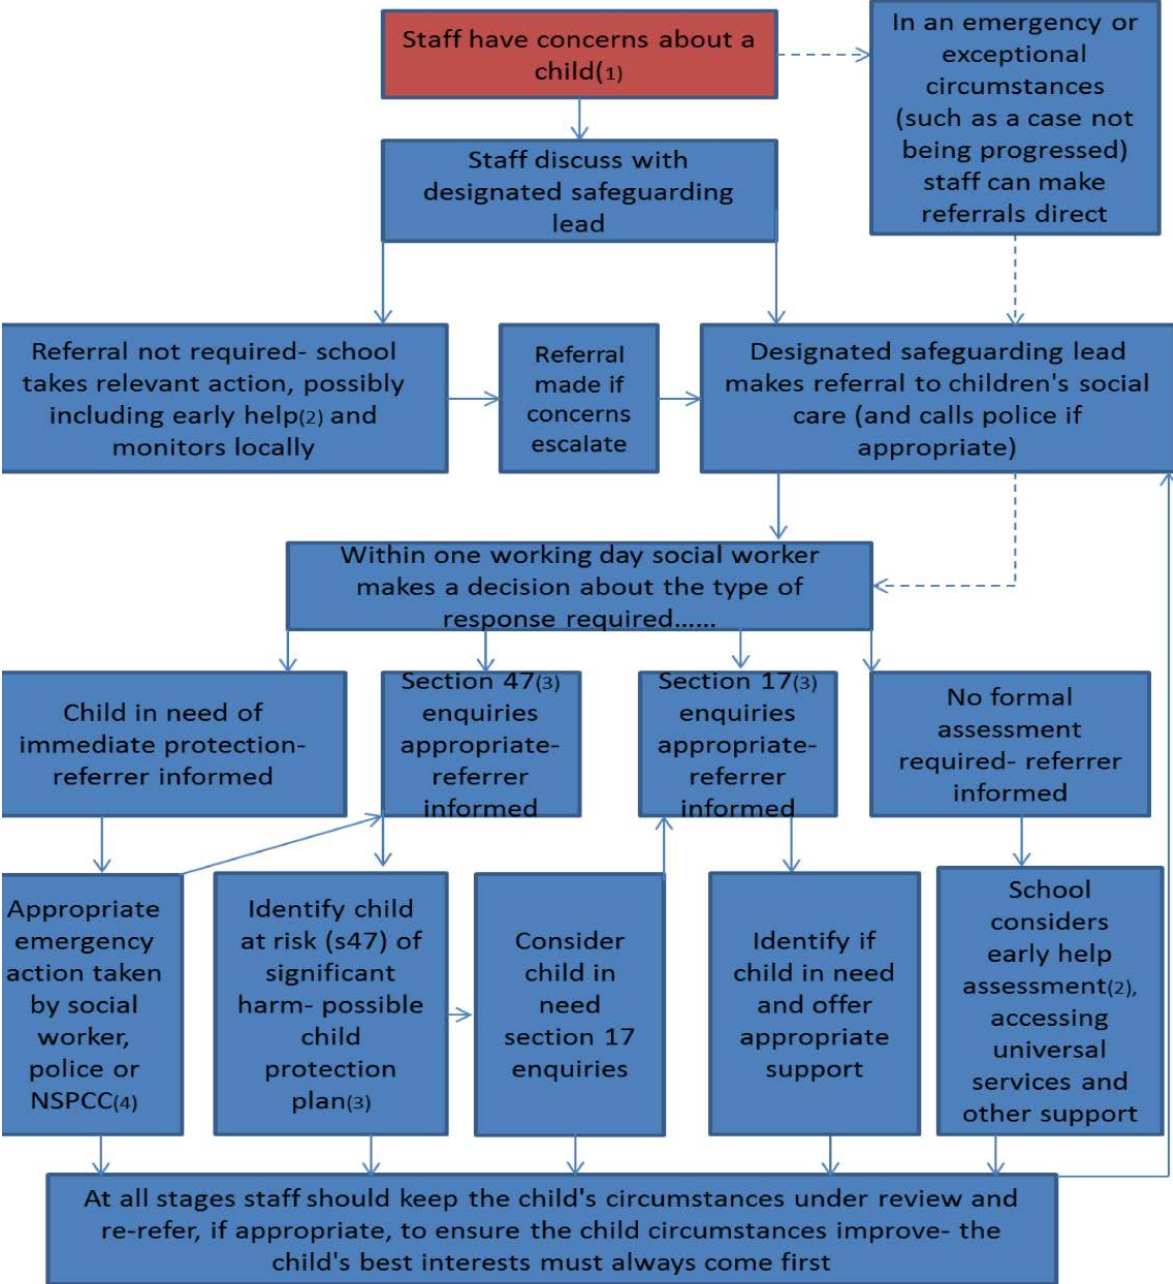 Staff have concerns about a
child(1)
In an emergency or
exceptional
circumstances
(such as a case not
being progressed)
staff can make
referrals direct
Staff discuss with
designated safeguarding
lead
Referral not required- school
takes relevant action, possibly
including early help(2) and
monitors locally
Referral
made if
concerns
escalate
Designated safeguarding lead
makes referral to children's social
care (and calls police if
appropriate)
Within one working day social worker
makes a decision about the type of
response required......
Child in need of
immediate protection-
referrer informed
Section 47(3)
enquiries
appropriate-
referrer
informed
Section 17(3)
enquiries
appropriate-
referrer
informed
No formal
assessment
required- referrer
informed
Appropriate
emergency
action taken
by social
worker,
police or
NSPCC(4)
Identify child
at risk (s47) of
significant
harm- possible
child
protection
plan(3)
Consider
child in
need
section 17
enquiries
Identify if
child in need
and offer
appropriate
support
School
considers
early help
assessment(2),
accessing
universal
services and
other support
At all stages staff should keep the child's circumstances under review and
re-refer, if appropriate, to ensure the child circumstances improve- the
child's best interests must always come first